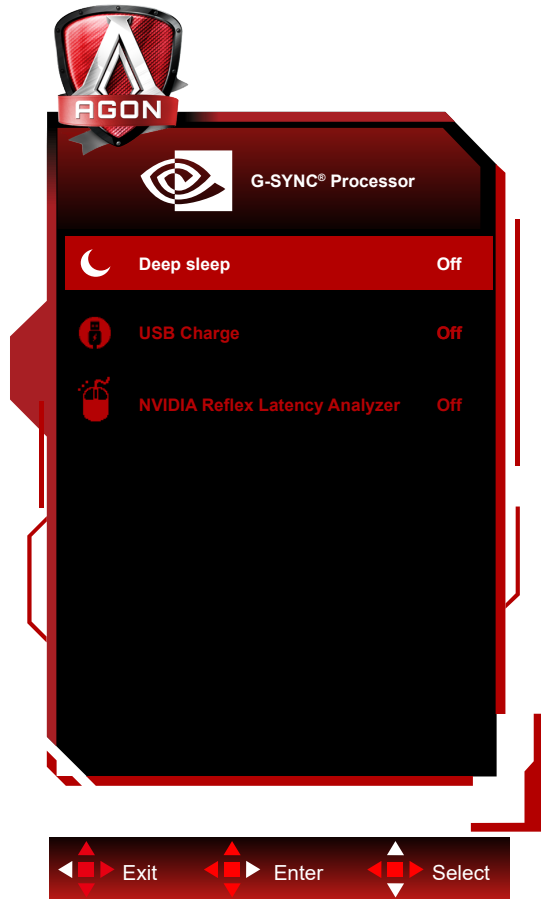 AGON
G-SYNC® Processor
Deep sleep Off
USB Charge Off
NVIDIA Reflex Latency Analyzer Off
Exit Enter Select